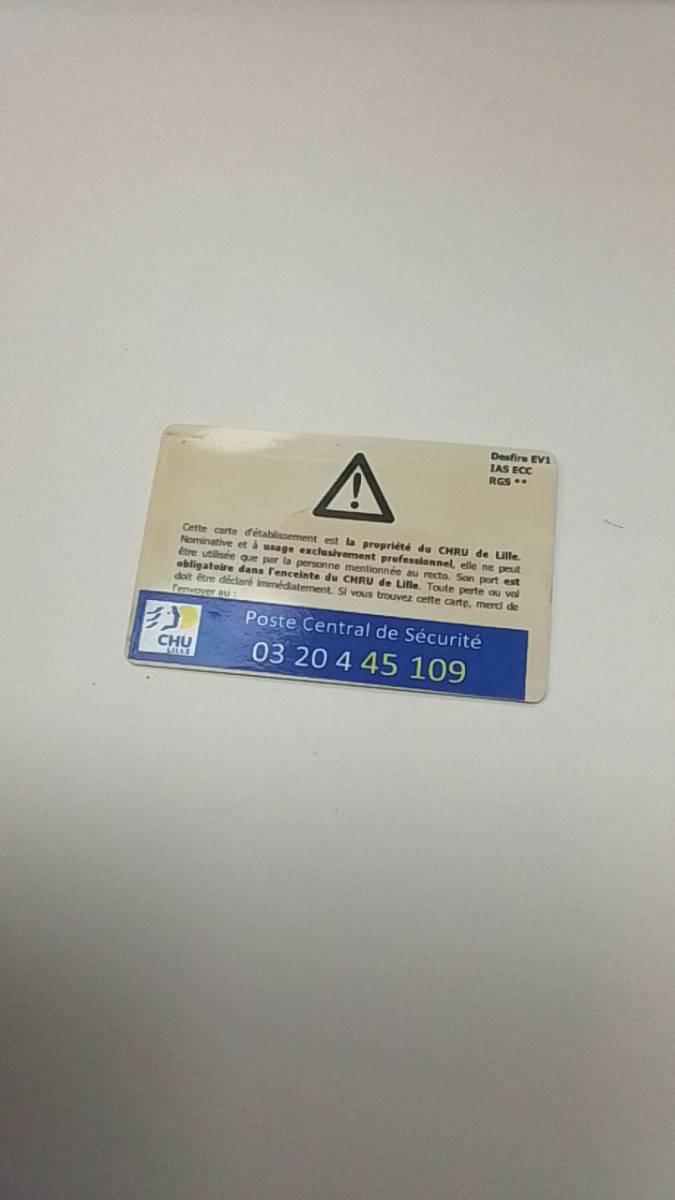 Desfire EV1
IAS ECC
RGS **
Cette carte d'établissement est la propriété du CHRU de Lille.
Nominative et à usage exclusivement professionnel, elle ne peut
être utilisée que par la personne mentionnée au recto. Son port est
obligatoire dans l'enceinte du CHRU de Lille. Toute perte ou vol
doit être déclaré immédiatement. Si vous trouvez cette carte, merci de
l'envoyer au :
CHU
LILLE
Poste Central de Sécurité
03 20 4 45 109